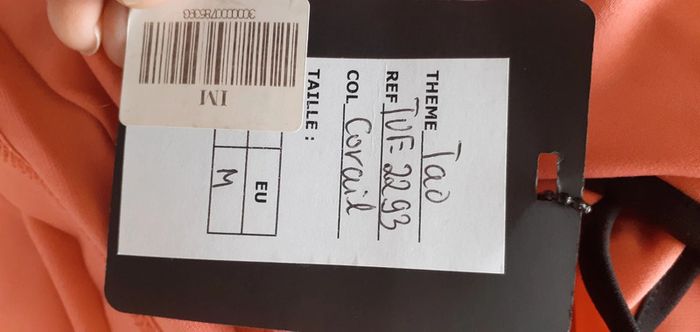 THEME Tao
REF TUF 2293
COL Corail
TAILLE :
EU
M
IM